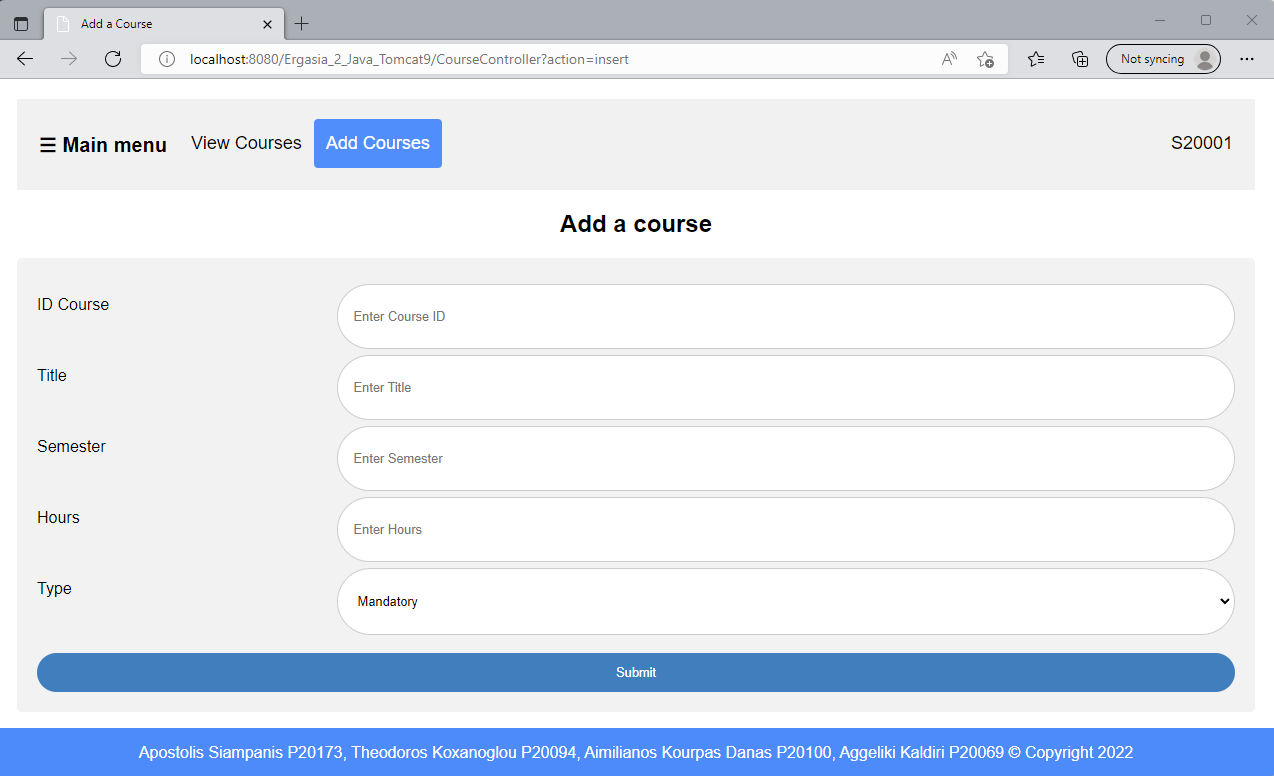 Add a Course
localhost:8080/Ergasia_2_Java_Tomcat9/CourseController?action=insert
Not syncing
☰ Main menu View Courses Add Courses S20001
Add a course
ID Course Enter Course ID
Title Enter Title
Semester Enter Semester
Hours Enter Hours
Type Mandatory
Submit
Apostolis Siampanis P20173, Theodoros Koxanoglou P20094, Aimilianos Kourpas Danas P20100, Aggeliki Kaldiri P20069 © Copyright 2022